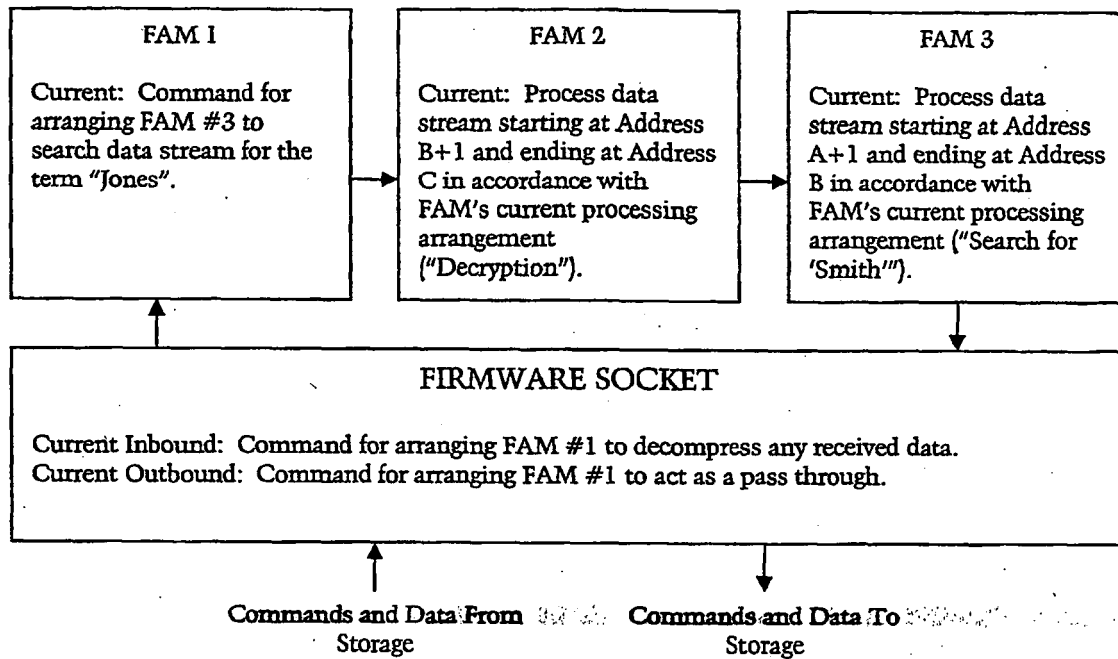 FAM 1
Current: Command for
arranging FAM #3 to
search data stream for the
term "Jones".
FAM 2
Current: Process data
stream starting at Address
B+1 and ending at Address
C in accordance with
FAM's current processing
arrangement
("Decryption").
FAM 3
Current: Process data
stream starting at Address
A+1 and ending at Address
B in accordance with
FAM's current processing
arrangement ("Search for
'Smith'").
FIRMWARE SOCKET
Current Inbound: Command for arranging FAM #1 to decompress any received data.
Current Outbound: Command for arranging FAM #1 to act as a pass through.
Commands and Data From
Storage
Commands and Data To
Storage